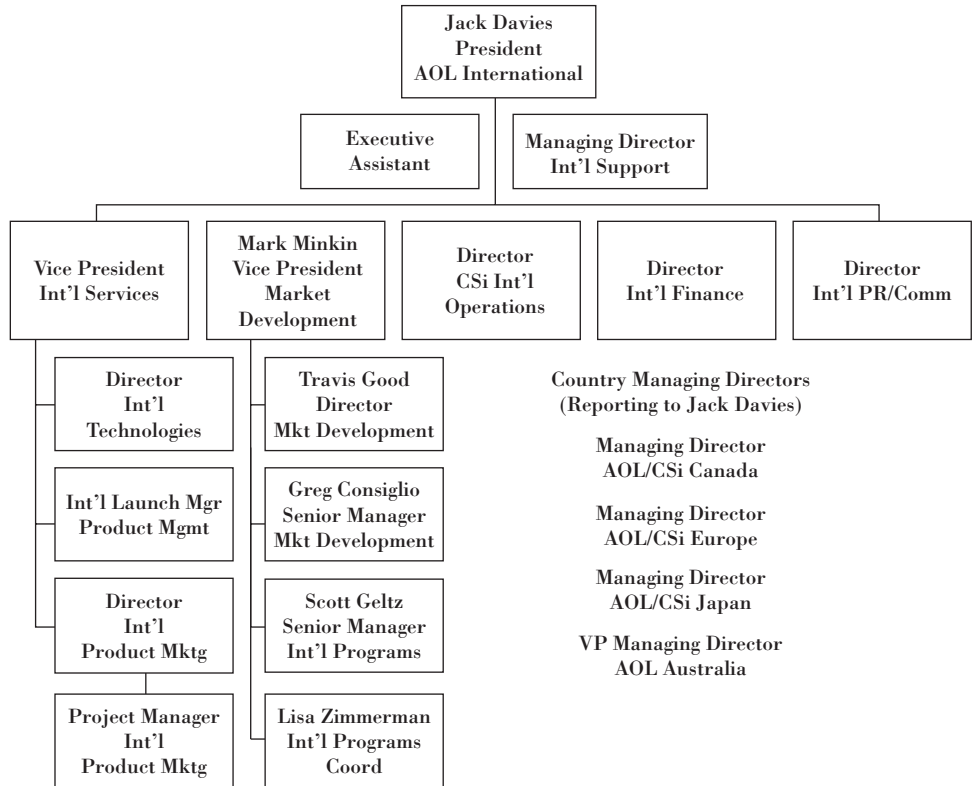 Jack Davies
President
AOL International
Executive
Assistant
Managing Director
Int’l Support
Vice President
Int’l Services
Mark Minkin
Vice President
Market
Development
Director
CSi Int’l
Operations
Director
Int’l Finance
Director
Int’l PR/Comm
Director
Int’l
Technologies
Int’l Launch Mgr
Product Mgmt
Director
Int’l
Product Mktg
Project Manager
Int’l
Product Mktg
Travis Good
Director
Mkt Development
Greg Consiglio
Senior Manager
Mkt Development
Scott Geltz
Senior Manager
Int’l Programs
Lisa Zimmerman
Int’l Programs
Coord
Country Managing Directors
(Reporting to Jack Davies)
Managing Director
AOL/CSi Canada
Managing Director
AOL/CSi Europe
Managing Director
AOL/CSi Japan
VP Managing Director
AOL Australia